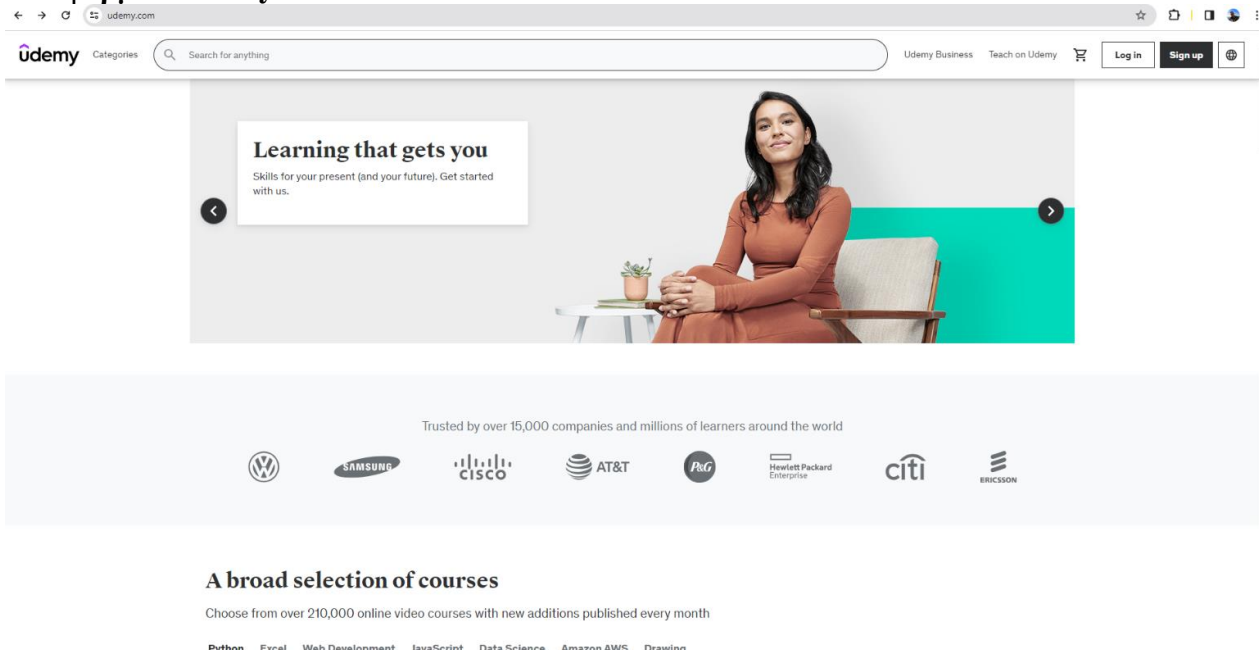 udemy.com
ûdemy Categories Search for anything Udemy Business Teach on Udemy Log in Sign up
Learning that gets you
Skills for your present (and your future). Get started
with us.
Trusted by over 15,000 companies and millions of learners around the world
SAMSUNG CISCO AT&T P&G Hewlett Packard
Enterprise citi ERICSSON
A broad selection of courses
Choose from over 210,000 online video courses with new additions published every month
Python Excel Web Development JavaScript Data Science Amazon AWS Drawing